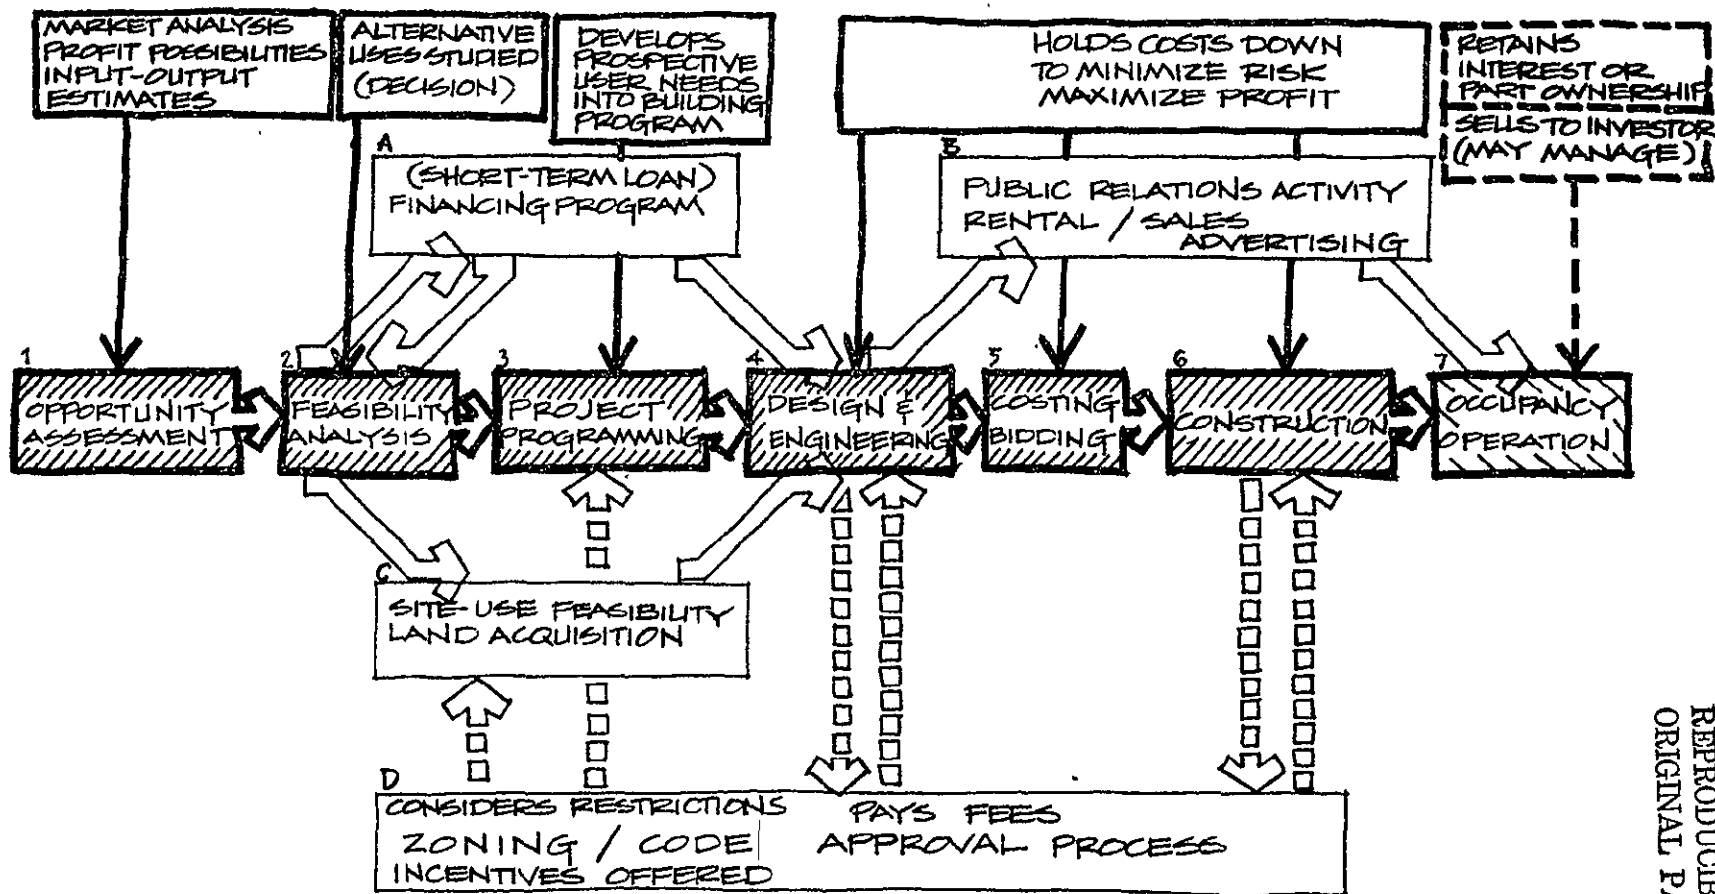 MARKET ANALYSIS
PROFIT POSSIBILITIES
INPUT-OUTPUT
ESTIMATES
ALTERNATIVE
USES STUDIED
(DECISION)
DEVELOPS
PROSPECTIVE
USER NEEDS
INTO BUILDING
PROGRAM
HOLDS COSTS DOWN
TO MINIMIZE RISK
MAXIMIZE PROFIT
RETAINS
INTEREST OR
PART OWNERSHIP
SELLS TO INVESTOR
(MAY MANAGE)
A
(SHORT-TERM LOAN)
FINANCING PROGRAM
B
PUBLIC RELATIONS ACTIVITY
RENTAL / SALES
ADVERTISING
1
OPPORTUNITY
ASSESSMENT
2
FEASIBILITY
ANALYSIS
3
PROJECT
PROGRAMMING
4
DESIGN &
ENGINEERING
5
COSTING
BIDDING
6
CONSTRUCTION
7
OCCUPANCY
OPERATION
C
SITE-USE FEASIBILITY
LAND ACQUISITION
D
CONSIDERS RESTRICTIONS
ZONING / CODE
INCENTIVES OFFERED
PAYS FEES
APPROVAL PROCESS
ORIGINAL